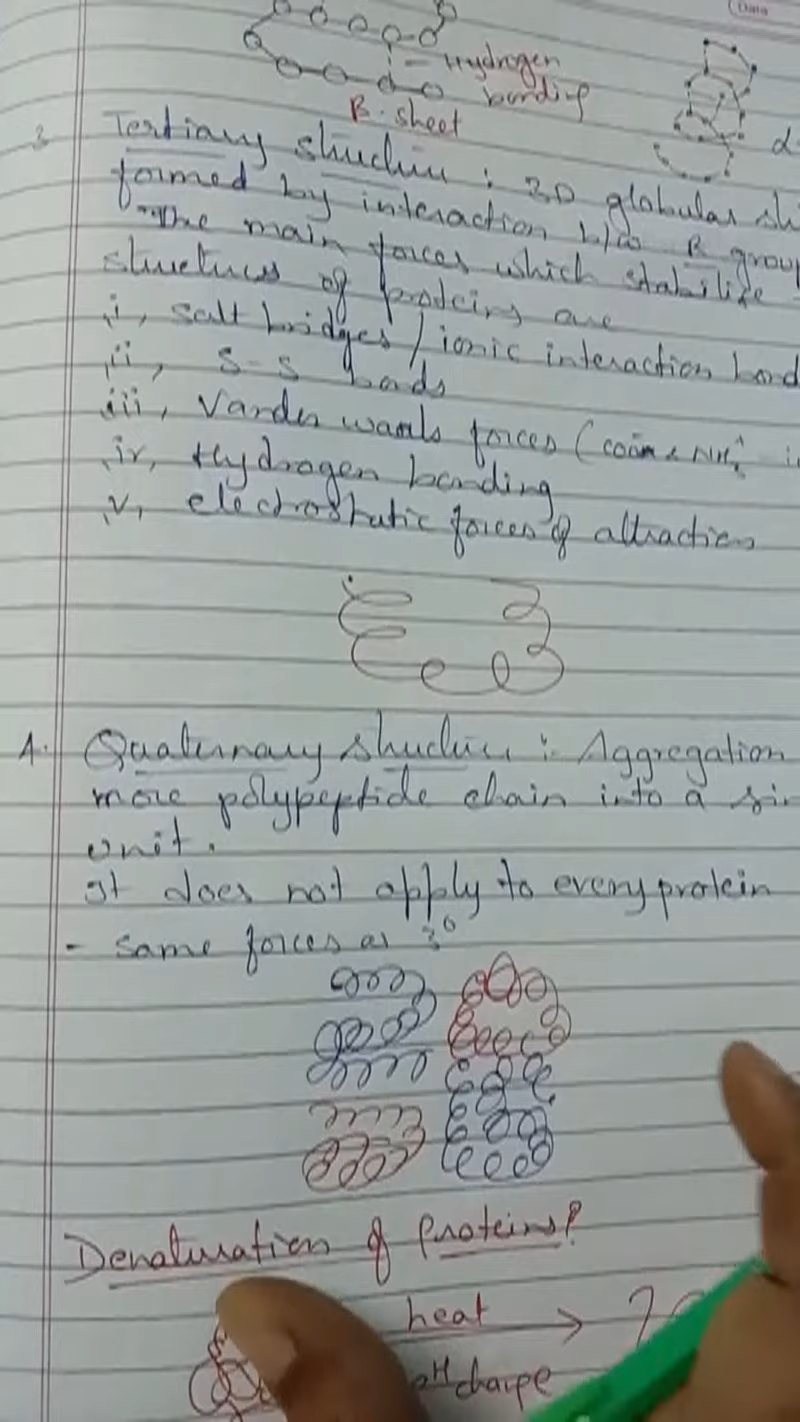 Data
Hydrogen
bonding
B-sheet
α-
3 Tertiary structure : 3D globular
formed by interaction b/w R group
The main forces which stabilize
structures of proteins are
i, salt bridges / ionic interaction bond
ii, S-S bonds
iii, Vander waals forces (
iv, Hydrogen bonding
v, electrostatic forces of attraction
4. Quaternary structure : Aggregation
more polypeptide chain into a
unit.
It does not apply to every protein
- same forces as 3°
Denaturation of Proteins?
heat
pH change